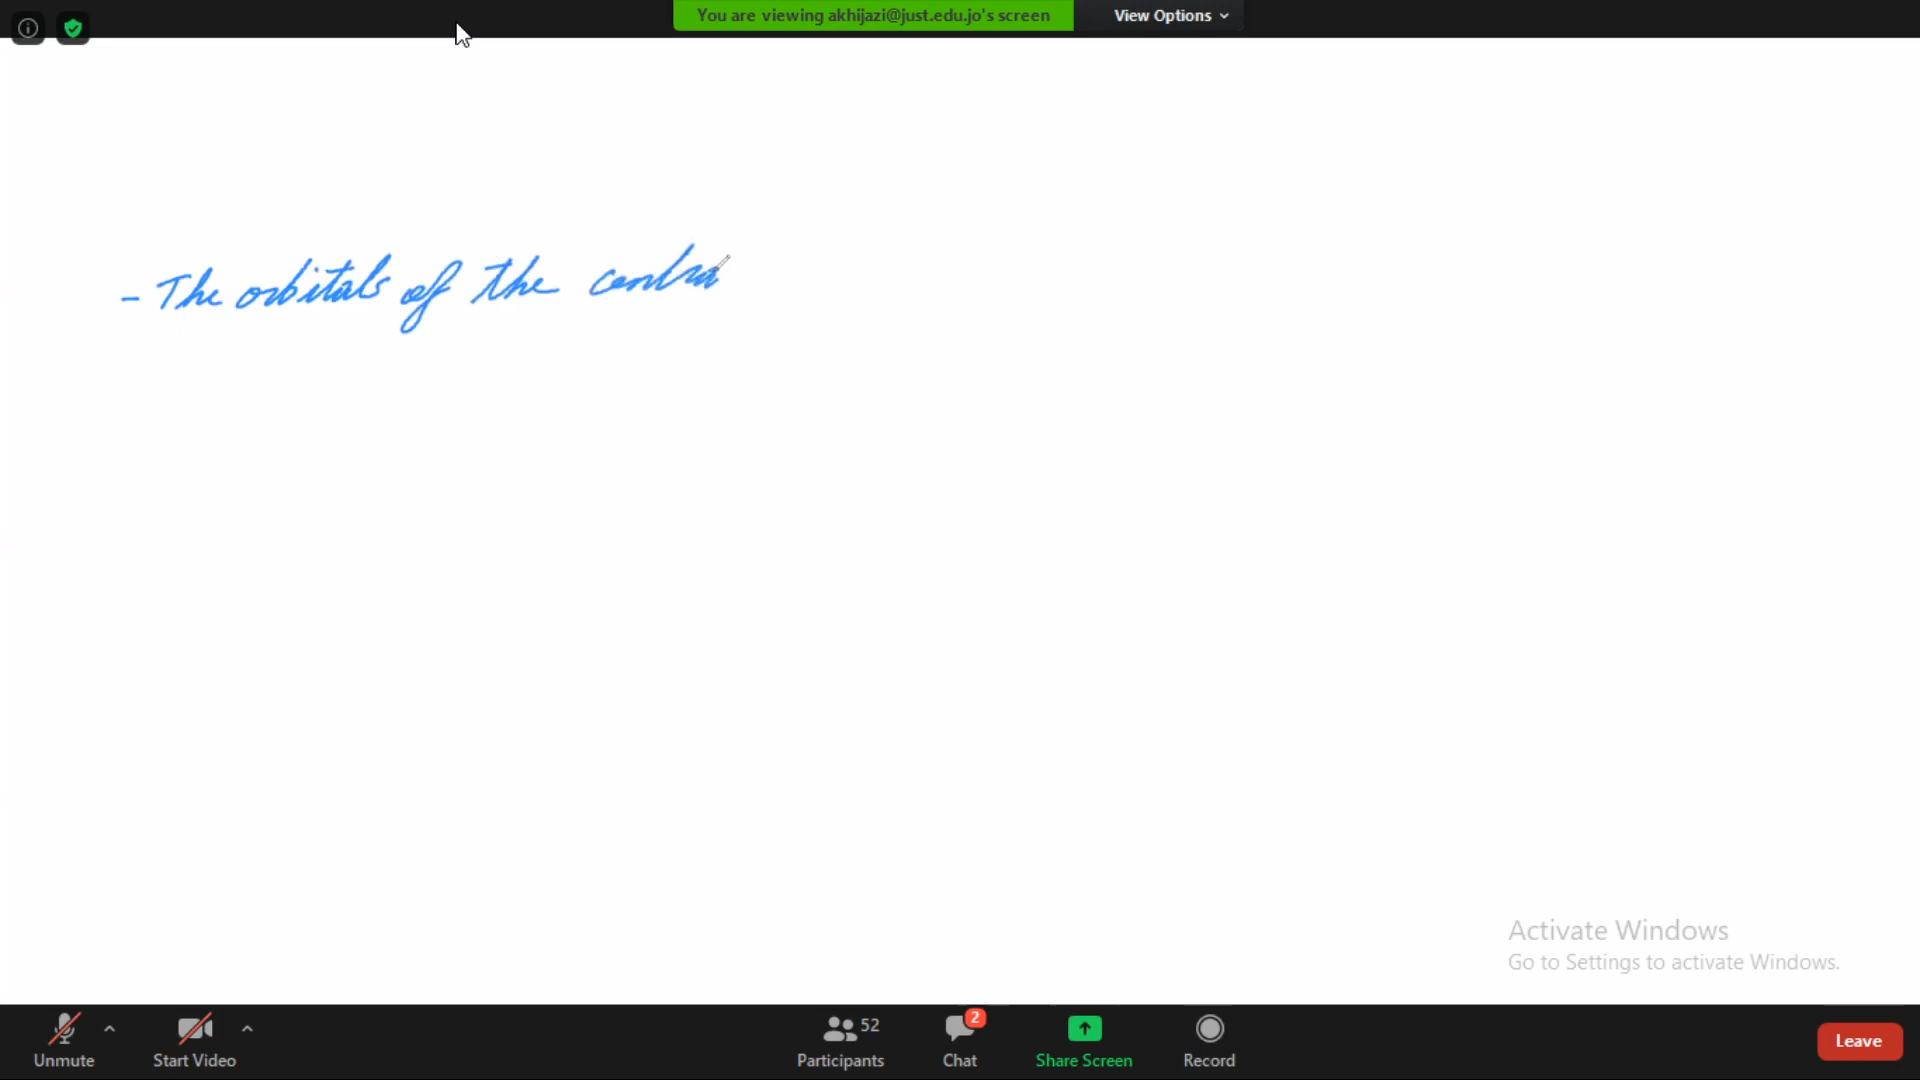 You are viewing akhijazi@just.edu.jo's screen
View Options
- The orbitals of the centra
Activate Windows
Go to Settings to activate Windows.
Unmute
Start Video
52
Participants
2
Chat
Share Screen
Record
Leave